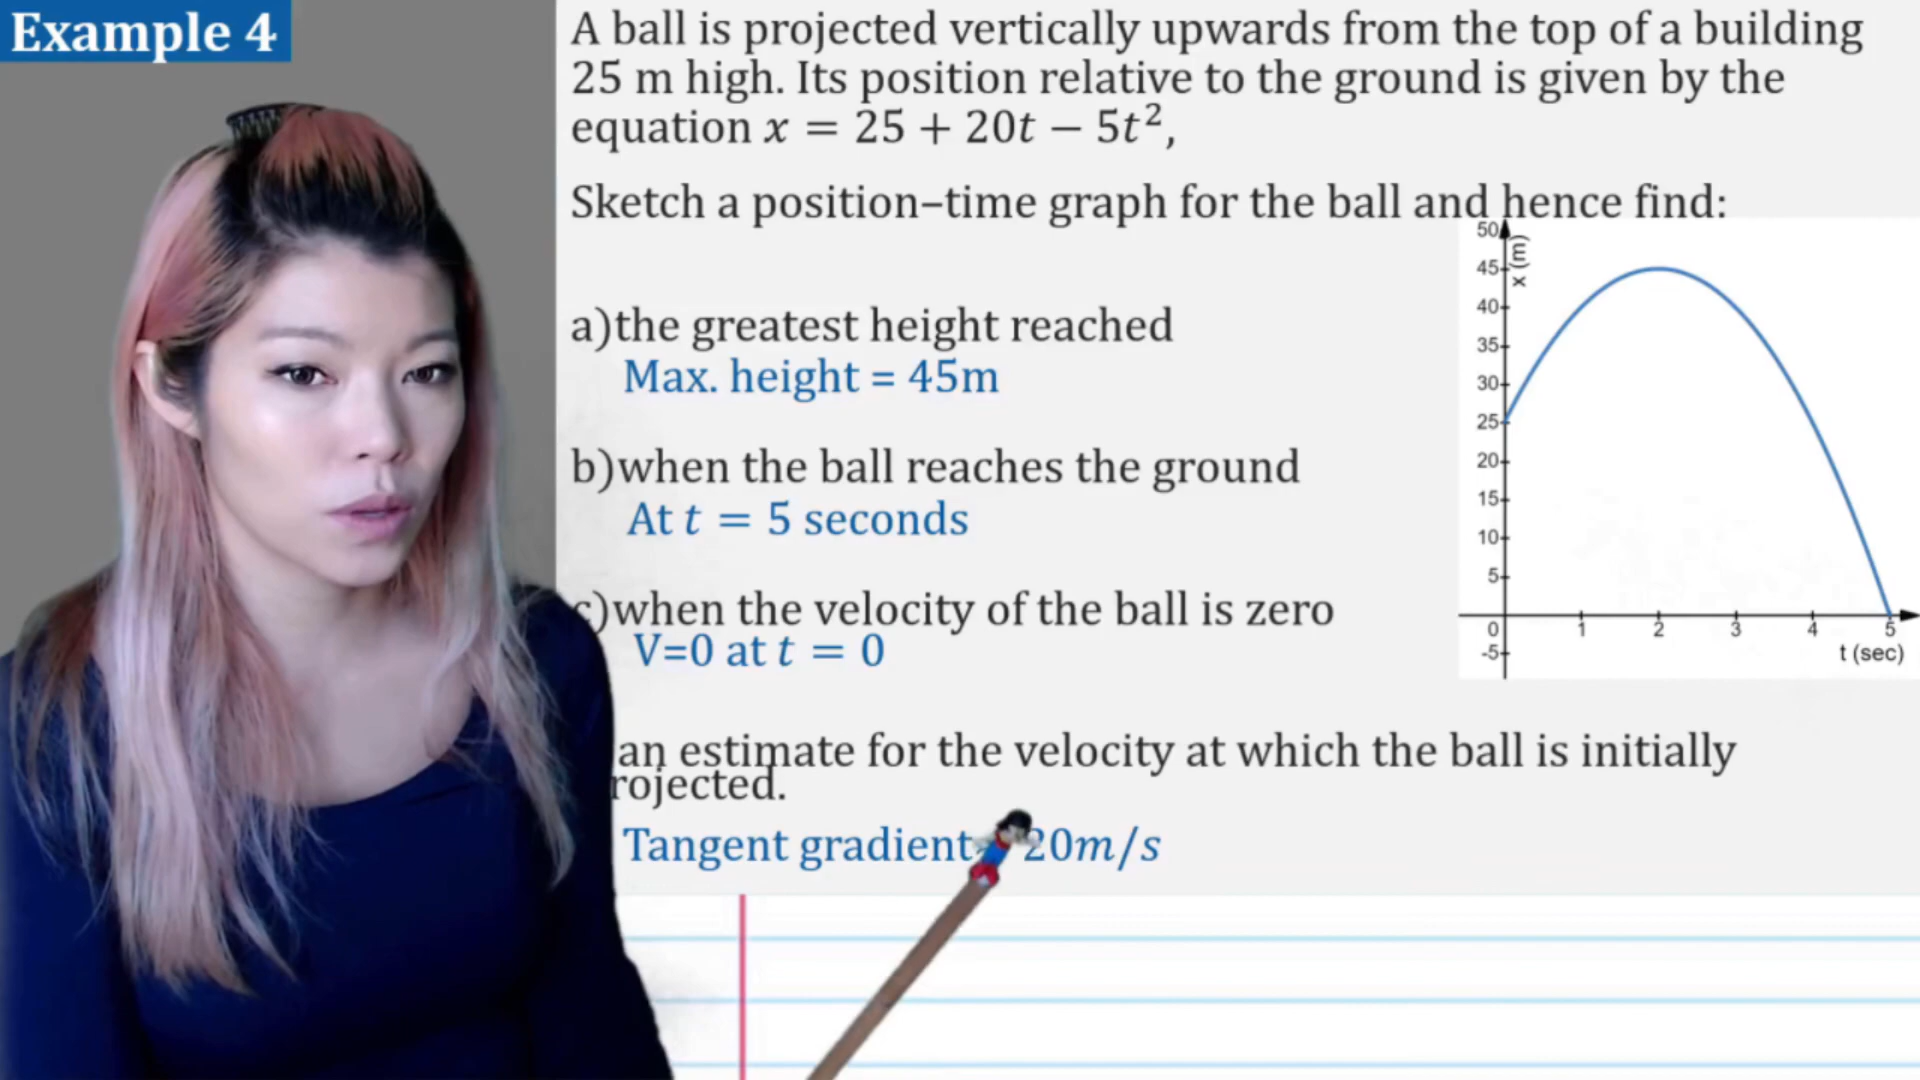 Example 4
A ball is projected vertically upwards from the top of a building
25 m high. Its position relative to the ground is given by the
equation x = 25 + 20t − 5t²,
Sketch a position–time graph for the ball and hence find:
a)the greatest height reached
Max. height = 45m
b)when the ball reaches the ground
At t = 5 seconds
c)when the velocity of the ball is zero
V=0 at t = 0
an estimate for the velocity at which the ball is initially
rojected.
Tangent gradient 20m/s
50
x (m)
45
40
35
30
25
20
15
10
5
0 1 2 3 4 5
-5
t (sec)